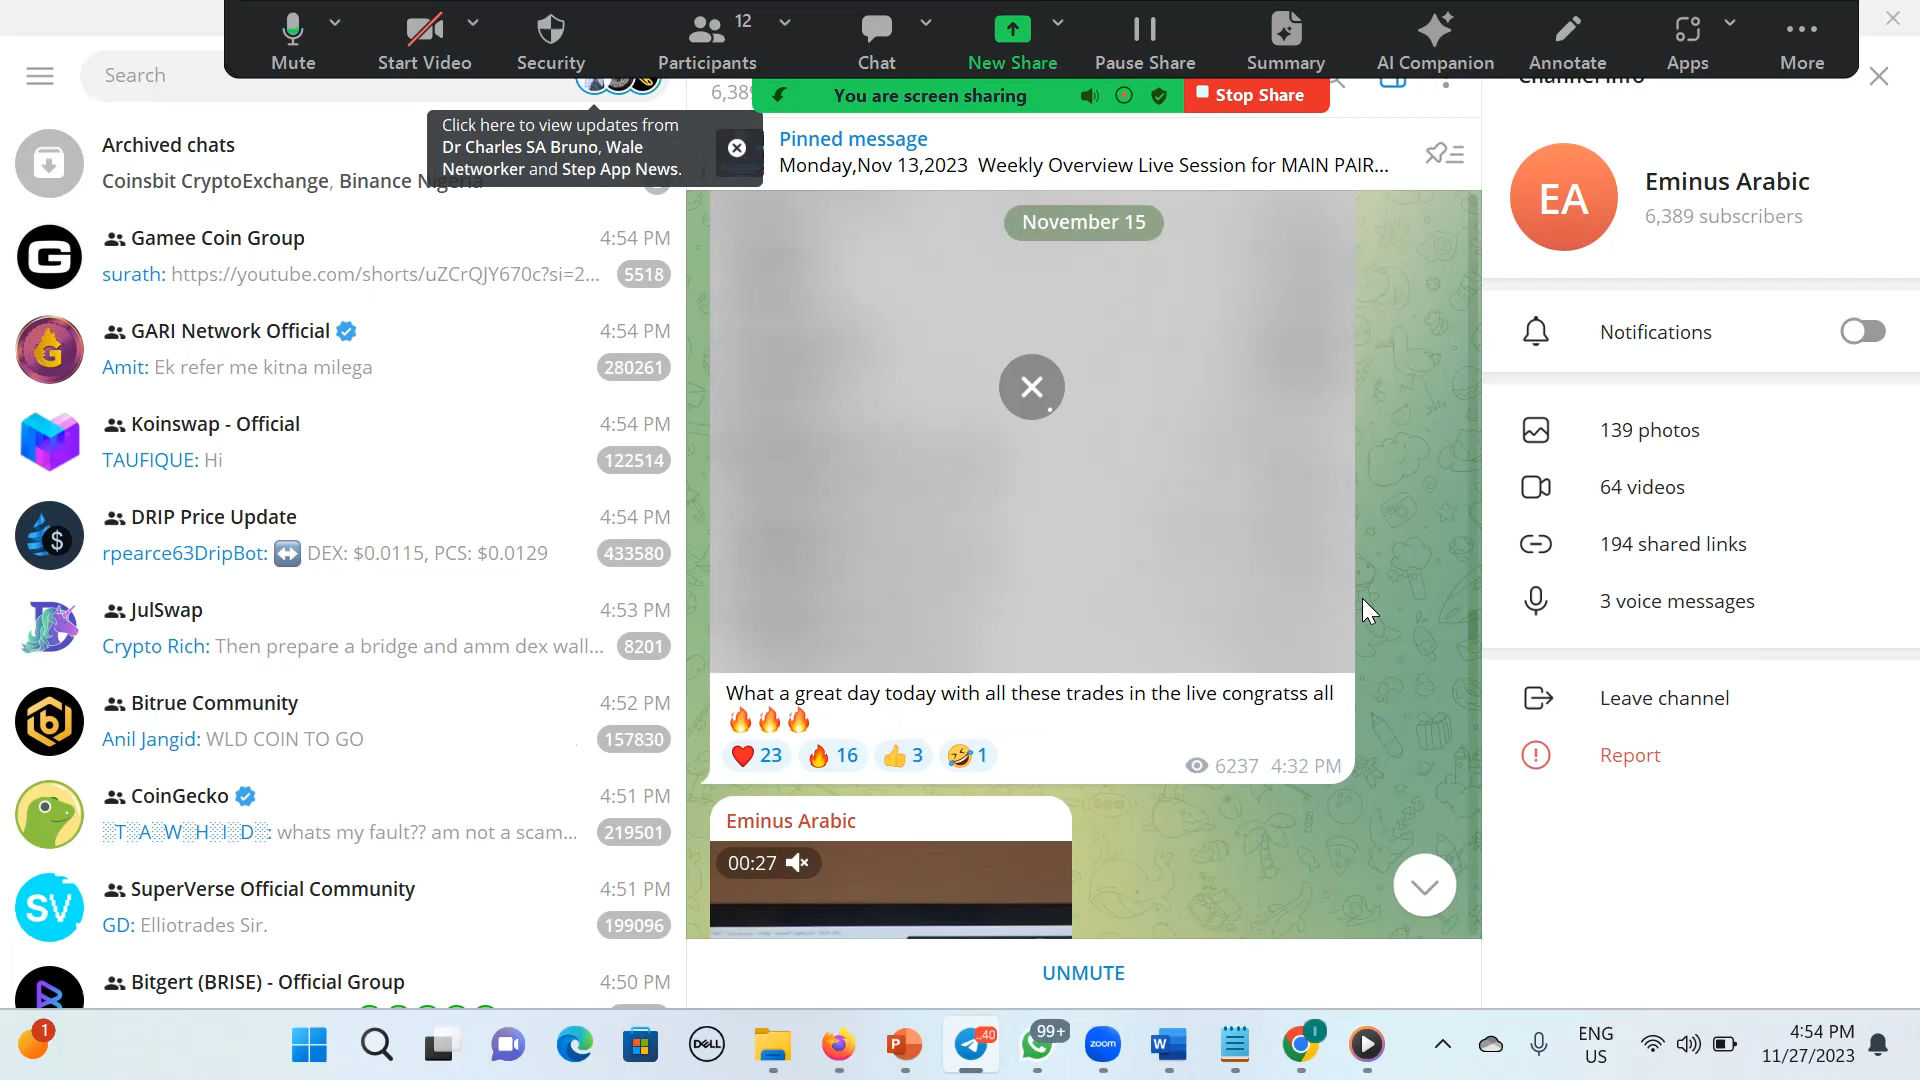 Mute
Start Video
Security
Participants
12
Chat
New Share
Pause Share
Summary
AI Companion
Annotate
Apps
More
Search
You are screen sharing
Stop Share
6,38
Click here to view updates from
Dr Charles SA Bruno, Wale
Networker and Step App News.
Archived chats
Coinsbit CryptoExchange, Binance Nigeria
Gamee Coin Group
4:54 PM
surath: https://youtube.com/shorts/uZCrQJY670c?si=2...
5518
GARI Network Official
4:54 PM
Amit: Ek refer me kitna milega
280261
Koinswap - Official
4:54 PM
TAUFIQUE: Hi
122514
DRIP Price Update
4:54 PM
rpearce63DripBot: ↔️ DEX: $0.0115, PCS: $0.0129
433580
JulSwap
4:53 PM
Crypto Rich: Then prepare a bridge and amm dex wall...
8201
Bitrue Community
4:52 PM
Anil Jangid: WLD COIN TO GO
157830
CoinGecko
4:51 PM
░T░A░W░H░I░D░: whats my fault?? am not a scam...
219501
SV
SuperVerse Official Community
4:51 PM
GD: Elliotrades Sir.
199096
Bitgert (BRISE) - Official Group
4:50 PM
Pinned message
Monday,Nov 13,2023 Weekly Overview Live Session for MAIN PAIR...
November 15
What a great day today with all these trades in the live congratss all
🔥🔥🔥
❤️ 23 🔥 16 👍 3 🤣 1
6237 4:32 PM
Eminus Arabic
00:27
UNMUTE
Channel Info
EA
Eminus Arabic
6,389 subscribers
Notifications
139 photos
64 videos
194 shared links
3 voice messages
Leave channel
Report
1
DELL
..40
99+
zoom
ENG
US
4:54 PM
11/27/2023